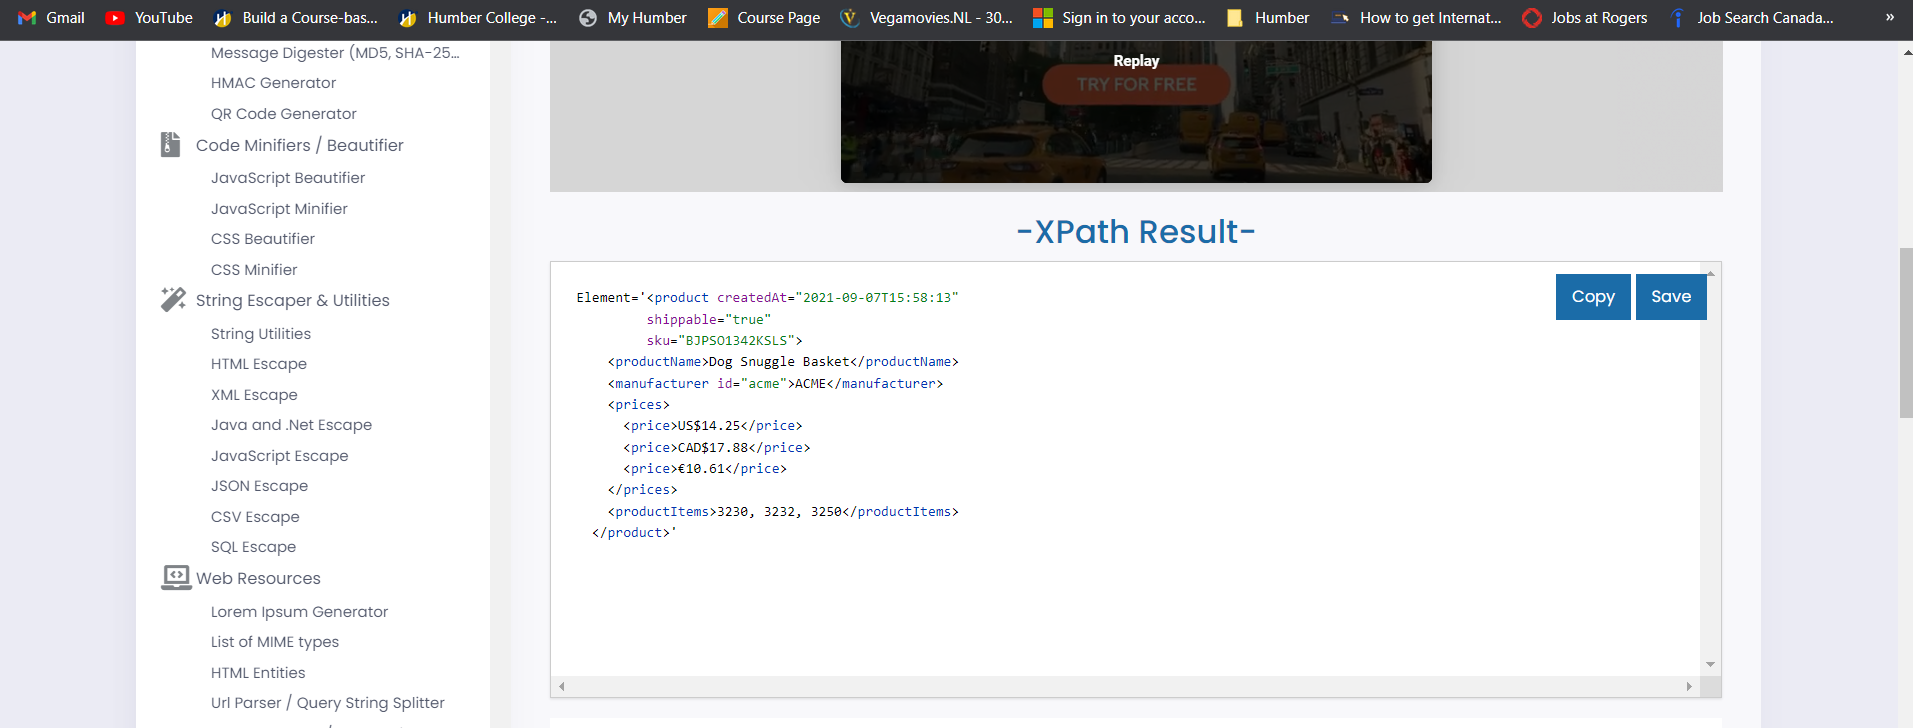 Gmail YouTube Build a Course-bas... Humber College -... My Humber Course Page Vegamovies.NL - 30... Sign in to your acco... Humber How to get Internat... Jobs at Rogers Job Search Canada... »
Message Digester (MD5, SHA-25...
HMAC Generator
QR Code Generator
Code Minifiers / Beautifier
JavaScript Beautifier
JavaScript Minifier
CSS Beautifier
CSS Minifier
String Escaper & Utilities
String Utilities
HTML Escape
XML Escape
Java and .Net Escape
JavaScript Escape
JSON Escape
CSV Escape
SQL Escape
Web Resources
Lorem Ipsum Generator
List of MIME types
HTML Entities
Url Parser / Query String Splitter
Replay
TRY FOR FREE
-XPath Result-
Copy Save
Element='<product createdAt="2021-09-07T15:58:13"
shippable="true"
sku="BJPSO1342KSLS">
<productName>Dog Snuggle Basket</productName>
<manufacturer id="acme">ACME</manufacturer>
<prices>
<price>US$14.25</price>
<price>CAD$17.88</price>
<price>€10.61</price>
</prices>
<productItems>3230, 3232, 3250</productItems>
</product>'